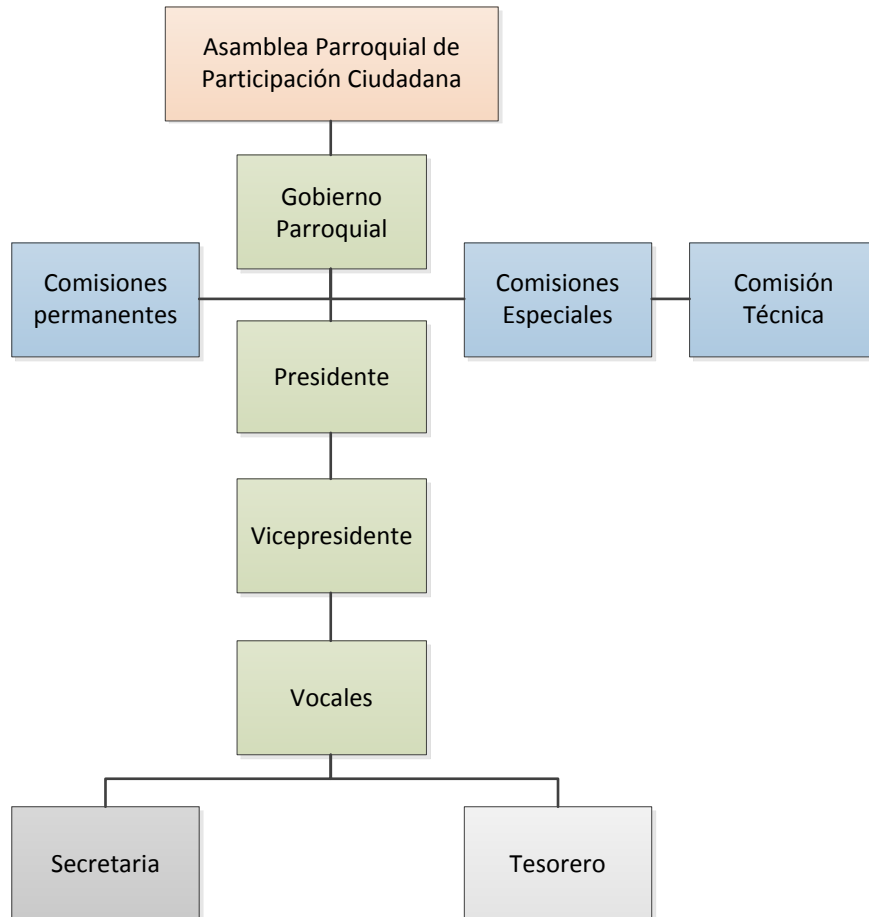 Asamblea Parroquial de
Participación Ciudadana
Gobierno
Parroquial
Comisiones
permanentes
Comisiones
Especiales
Comisión
Técnica
Presidente
Vicepresidente
Vocales
Secretaria
Tesorero